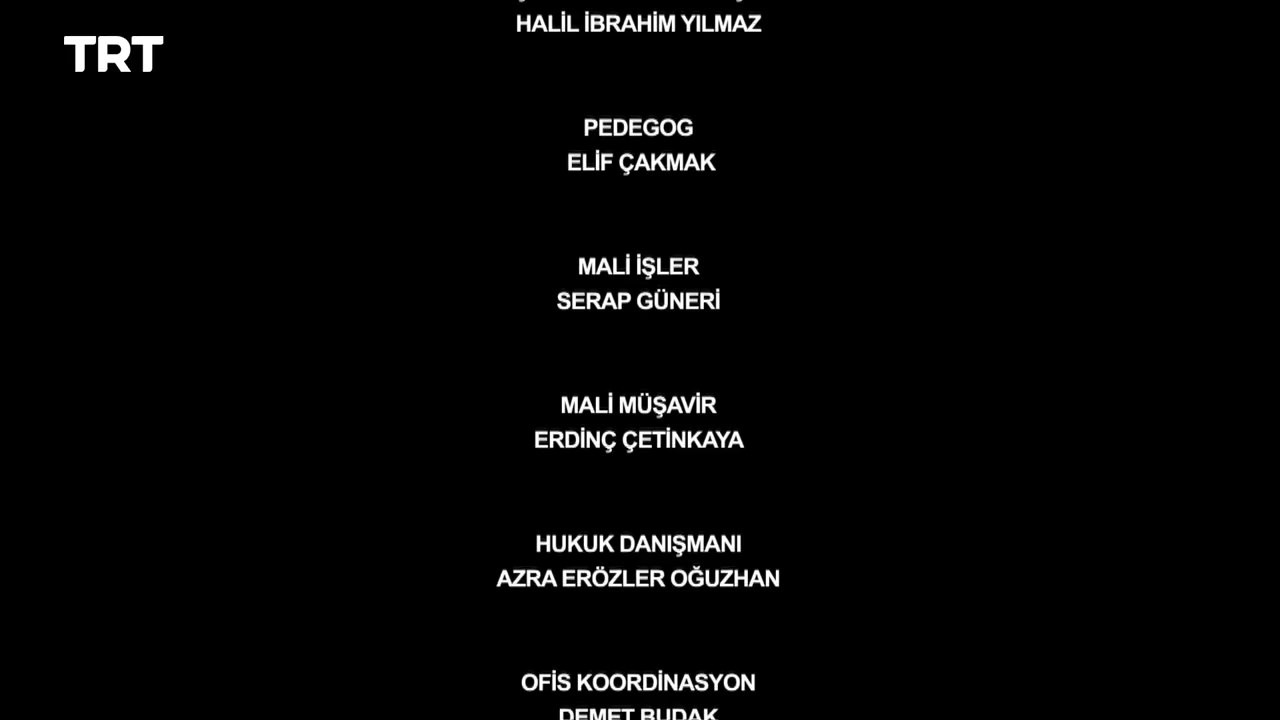 HALİL İBRAHİM YILMAZ
TRT
PEDEGOG
ELİF ÇAKMAK
MALİ İŞLER
SERAP GÜNERİ
MALİ MÜŞAVİR
ERDİNÇ ÇETİNKAYA
HUKUK DANIŞMANI
AZRA ERÖZLER OĞUZHAN
OFİS KOORDİNASYON
DEMET BUDAK